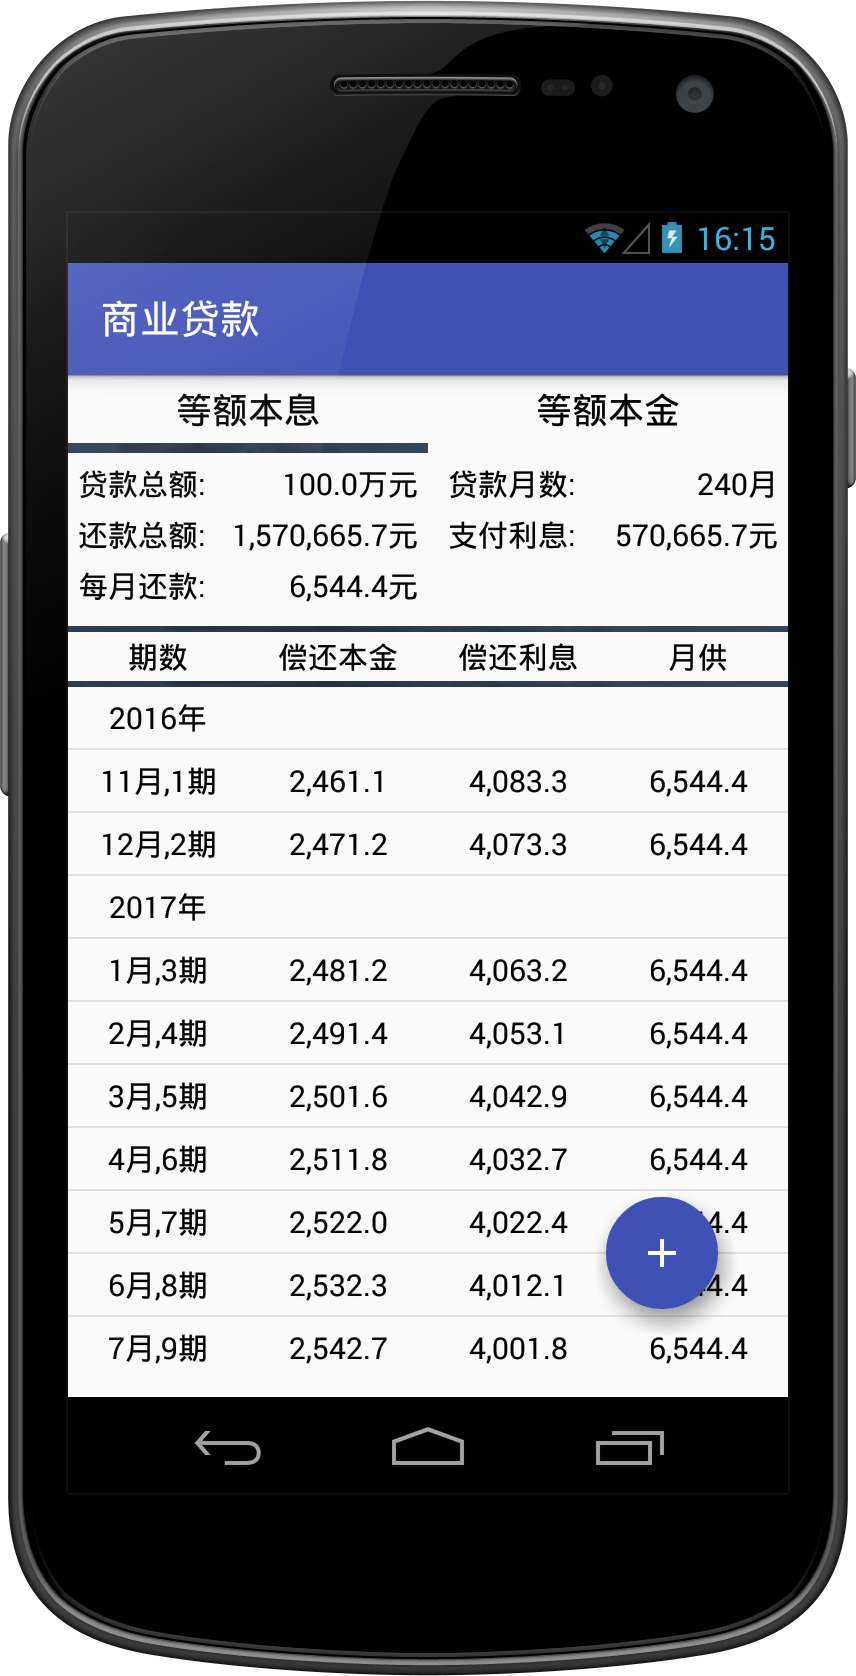 16:15
商业贷款
等额本息 等额本金
贷款总额: 100.0万元 贷款月数: 240月
还款总额: 1,570,665.7元 支付利息: 570,665.7元
每月还款: 6,544.4元
期数 偿还本金 偿还利息 月供
2016年
11月,1期 2,461.1 4,083.3 6,544.4
12月,2期 2,471.2 4,073.3 6,544.4
2017年
1月,3期 2,481.2 4,063.2 6,544.4
2月,4期 2,491.4 4,053.1 6,544.4
3月,5期 2,501.6 4,042.9 6,544.4
4月,6期 2,511.8 4,032.7 6,544.4
5月,7期 2,522.0 4,022.4
6月,8期 2,532.3 4,012.1
7月,9期 2,542.7 4,001.8 6,544.4